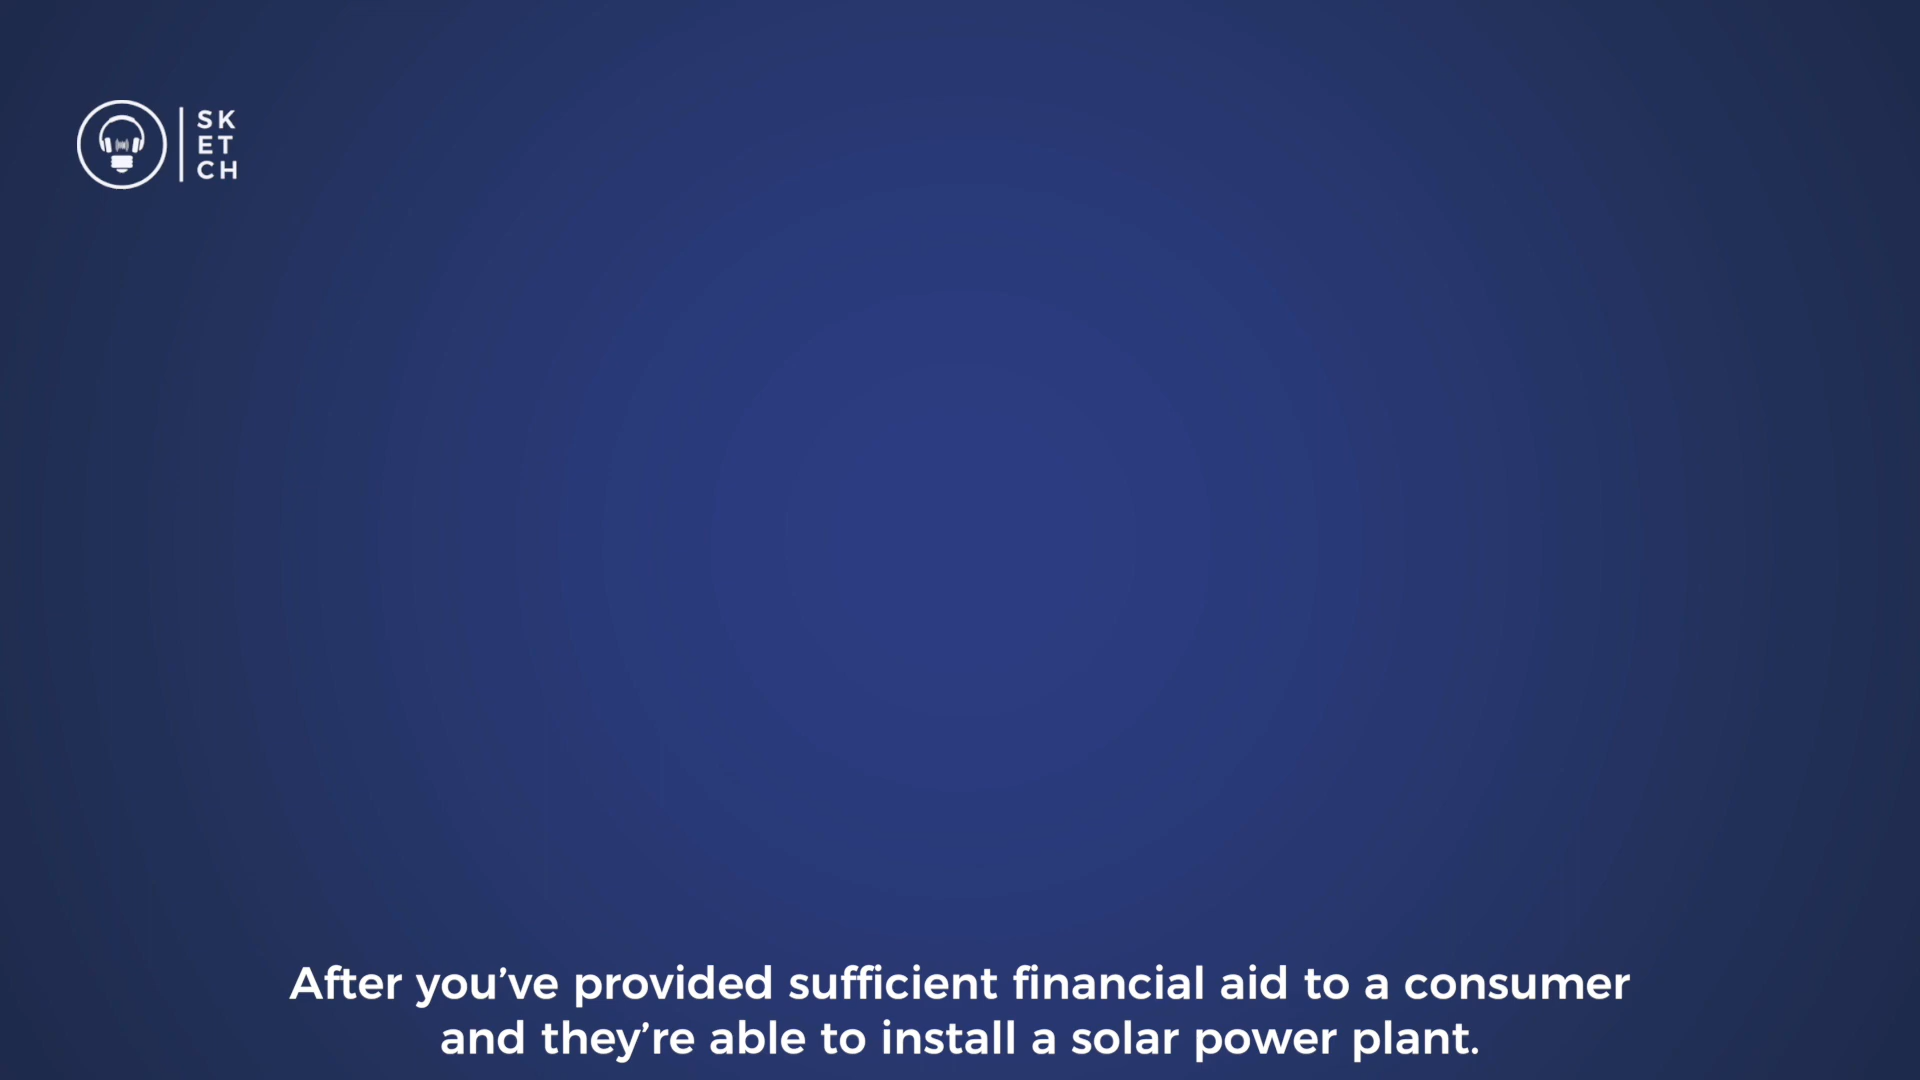 SK
ET
CH
After you’ve provided sufficient financial aid to a consumer
and they’re able to install a solar power plant.